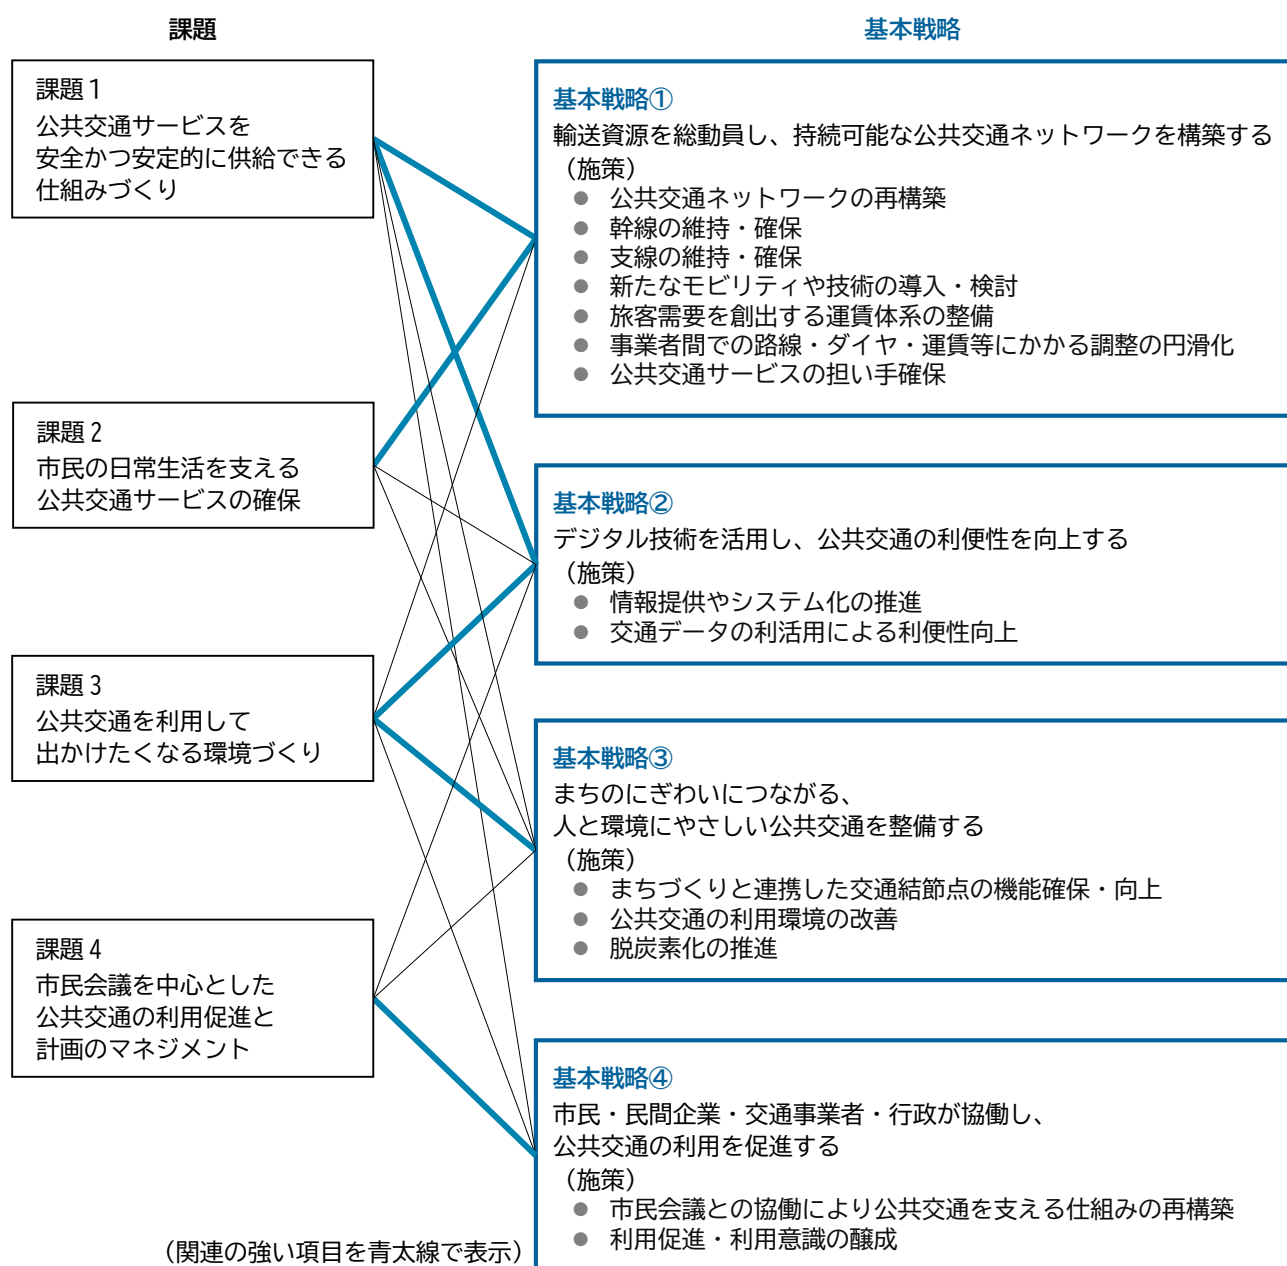 課題
課題1
公共交通サービスを
安全かつ安定的に供給できる
仕組みづくり
課題2
市民の日常生活を支える
公共交通サービスの確保
課題3
公共交通を利用して
出かけたくなる環境づくり
課題4
市民会議を中心とした
公共交通の利用促進と
計画のマネジメント
基本戦略
基本戦略①
輸送資源を総動員し、持続可能な公共交通ネットワークを構築する
（施策）
● 公共交通ネットワークの再構築
● 幹線の維持・確保
● 支線の維持・確保
● 新たなモビリティや技術の導入・検討
● 旅客需要を創出する運賃体系の整備
● 事業者間での路線・ダイヤ・運賃等にかかる調整の円滑化
● 公共交通サービスの担い手確保
基本戦略②
デジタル技術を活用し、公共交通の利便性を向上する
（施策）
● 情報提供やシステム化の推進
● 交通データの利活用による利便性向上
基本戦略③
まちのにぎわいにつながる、
人と環境にやさしい公共交通を整備する
（施策）
● まちづくりと連携した交通結節点の機能確保・向上
● 公共交通の利用環境の改善
● 脱炭素化の推進
基本戦略④
市民・民間企業・交通事業者・行政が協働し、
公共交通の利用を促進する
（施策）
● 市民会議との協働により公共交通を支える仕組みの再構築
● 利用促進・利用意識の醸成
（関連の強い項目を青太線で表示）